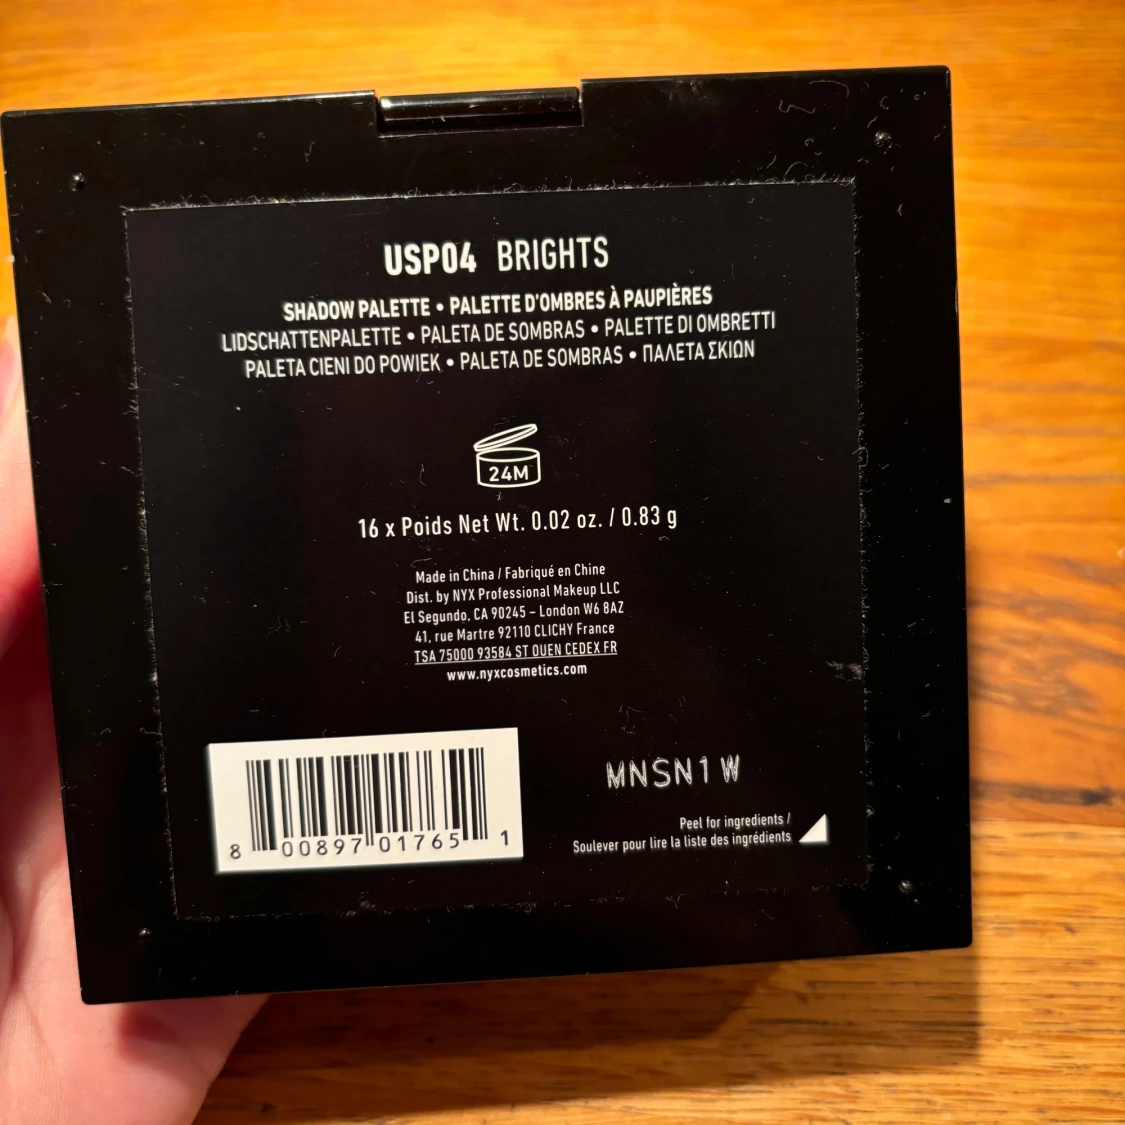 USP04 BRIGHTS
SHADOW PALETTE • PALETTE D'OMBRES À PAUPIÈRES
LIDSCHATTENPALETTE • PALETA DE SOMBRAS • PALETTE DI OMBRETTI
PALETA CIENI DO POWIEK • PALETA DE SOMBRAS • ΠΑΛΕΤΑ ΣΚΙΩΝ
24M
16 x Poids Net Wt. 0.02 oz. / 0.83 g
Made in China / Fabriqué en Chine
Dist. by NYX Professional Makeup LLC
El Segundo, CA 90245 – London W6 8AZ
41, rue Martre 92110 CLICHY France
TSA 75000 93584 ST OUEN CEDEX FR
www.nyxcosmetics.com
MNSN1W
Peel for ingredients /
Soulever pour lire la liste des ingrédients
8 00897 01765 1